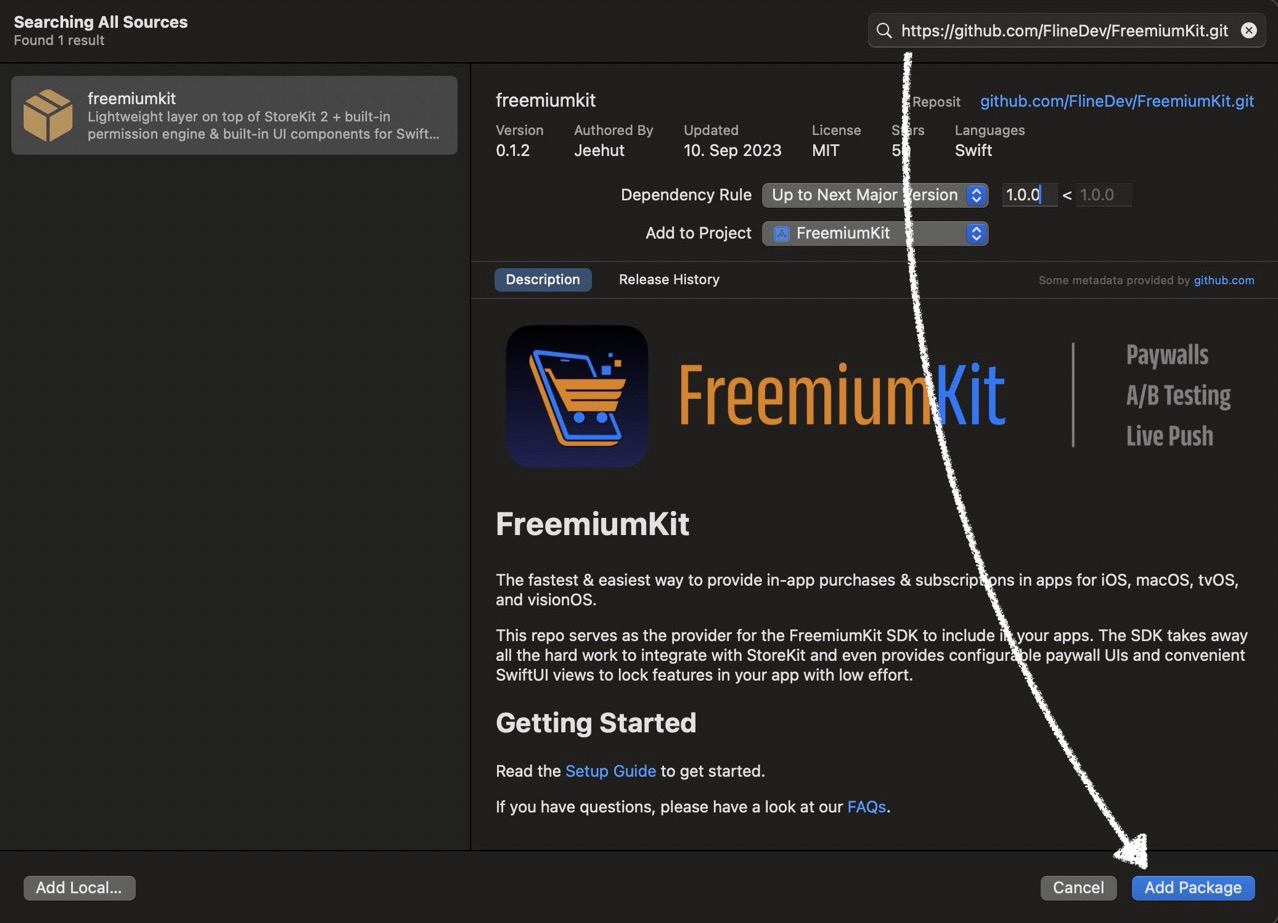 Searching All Sources
Found 1 result
https://github.com/FlineDev/FreemiumKit.git
freemiumkit
Lightweight layer on top of StoreKit 2 + built-in
permission engine & built-in UI components for Swift...
freemiumkit
Reposit github.com/FlineDev/FreemiumKit.git
Version Authored By Updated License Stars Languages
0.1.2 Jeehut 10. Sep 2023 MIT Swift
Dependency Rule Up to Next Major Version 1.0.0 < 1.0.0
Add to Project FreemiumKit
Description Release History Some metadata provided by github.com
FreemiumKit
Paywalls
A/B Testing
Live Push
FreemiumKit
The fastest & easiest way to provide in-app purchases & subscriptions in apps for iOS, macOS, tvOS,
and visionOS.
This repo serves as the provider for the FreemiumKit SDK to include in your apps. The SDK takes away
all the hard work to integrate with StoreKit and even provides configurable paywall UIs and convenient
SwiftUI views to lock features in your app with low effort.
Getting Started
Read the Setup Guide to get started.
If you have questions, please have a look at our FAQs.
Add Local... Cancel Add Package